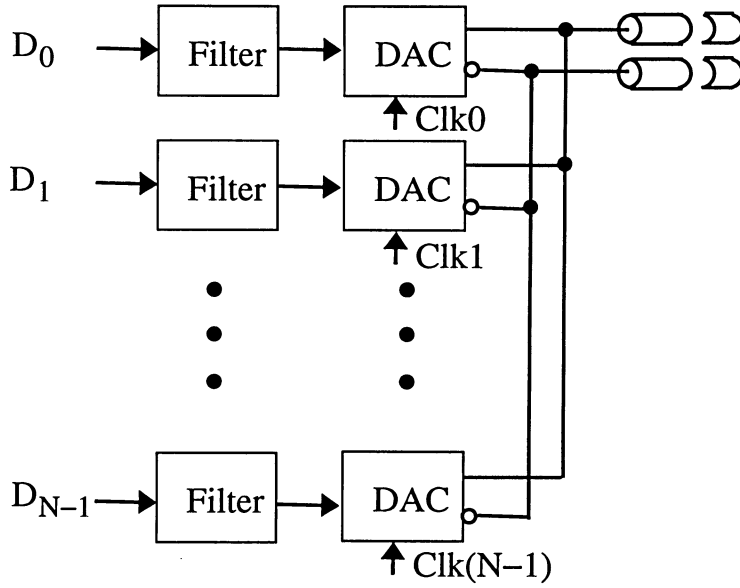 D0 Filter DAC
Clk0
D1 Filter DAC
Clk1
DN−1 Filter DAC
Clk(N−1)